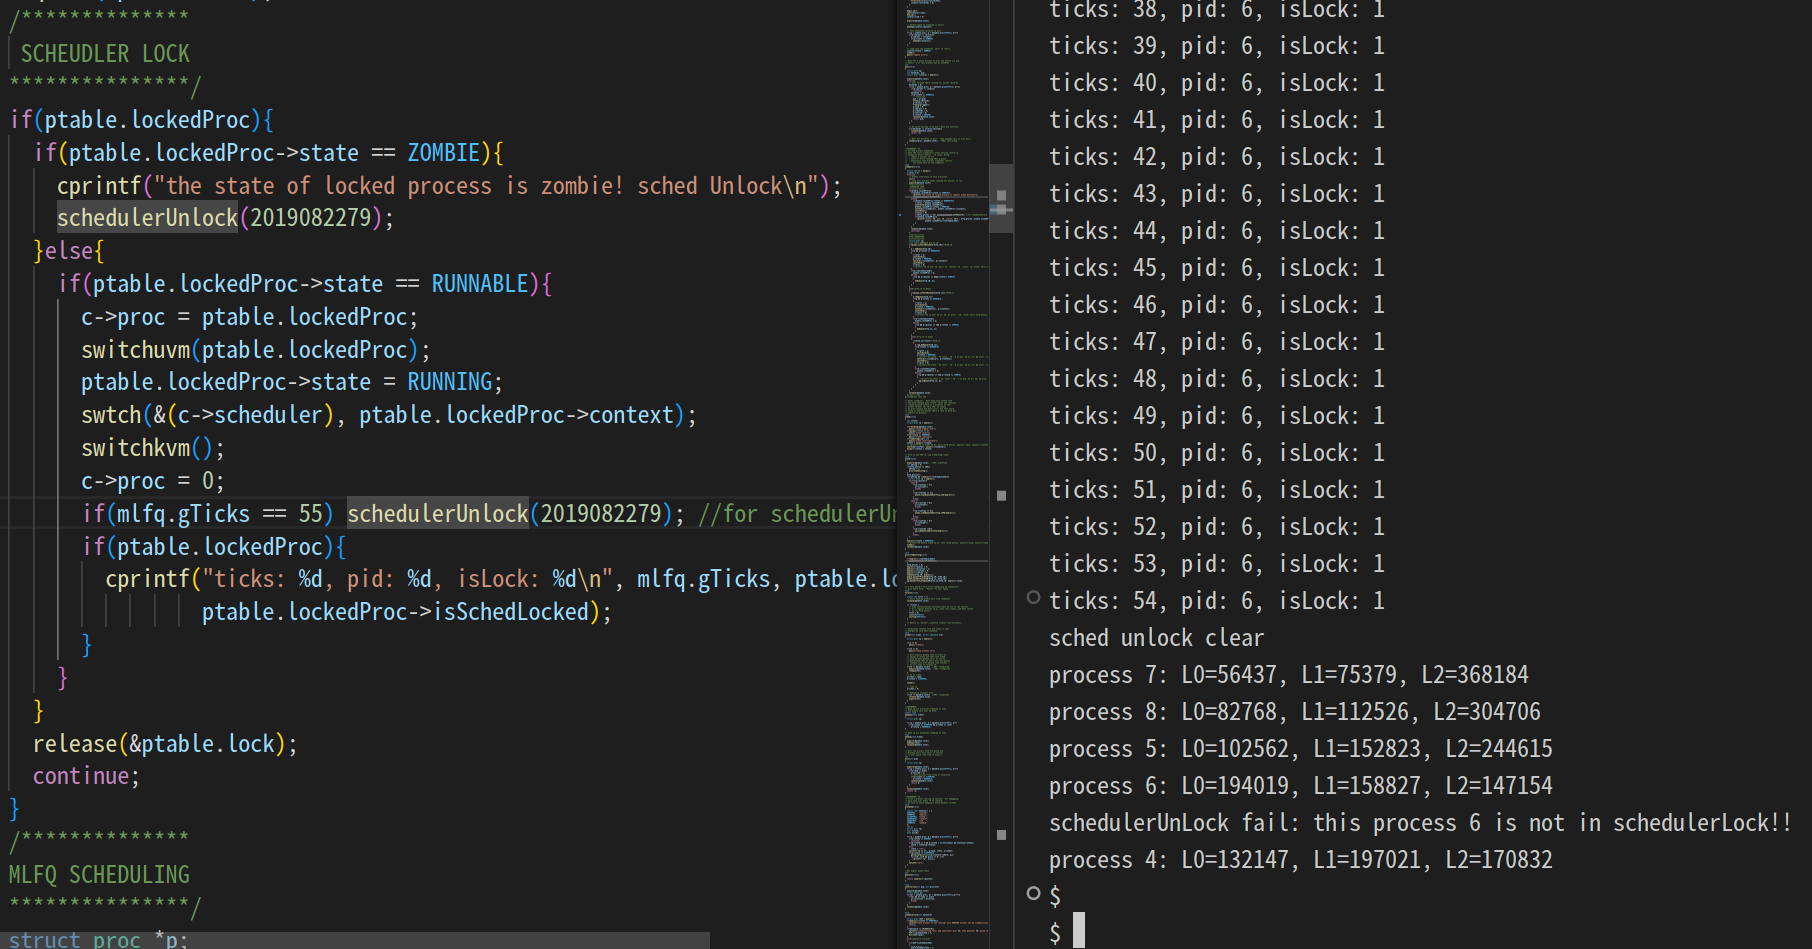 /**************
SCHEUDLER LOCK
***************/
if(ptable.lockedProc){
if(ptable.lockedProc->state == ZOMBIE){
cprintf("the state of locked process is zombie! sched Unlock\n");
schedulerUnlock(2019082279);
}else{
if(ptable.lockedProc->state == RUNNABLE){
c->proc = ptable.lockedProc;
switchuvm(ptable.lockedProc);
ptable.lockedProc->state = RUNNING;
swtch(&(c->scheduler), ptable.lockedProc->context);
switchkvm();
c->proc = 0;
if(mlfq.gTicks == 55) schedulerUnlock(2019082279); //for schedulerUn
if(ptable.lockedProc){
cprintf("ticks: %d, pid: %d, isLock: %d\n", mlfq.gTicks, ptable.lo
ptable.lockedProc->isSchedLocked);
}
}
}
release(&ptable.lock);
continue;
}
/**************
MLFQ SCHEDULING
***************/
struct proc *p;
ticks: 38, pid: 6, isLock: 1
ticks: 39, pid: 6, isLock: 1
ticks: 40, pid: 6, isLock: 1
ticks: 41, pid: 6, isLock: 1
ticks: 42, pid: 6, isLock: 1
ticks: 43, pid: 6, isLock: 1
ticks: 44, pid: 6, isLock: 1
ticks: 45, pid: 6, isLock: 1
ticks: 46, pid: 6, isLock: 1
ticks: 47, pid: 6, isLock: 1
ticks: 48, pid: 6, isLock: 1
ticks: 49, pid: 6, isLock: 1
ticks: 50, pid: 6, isLock: 1
ticks: 51, pid: 6, isLock: 1
ticks: 52, pid: 6, isLock: 1
ticks: 53, pid: 6, isLock: 1
ticks: 54, pid: 6, isLock: 1
sched unlock clear
process 7: L0=56437, L1=75379, L2=368184
process 8: L0=82768, L1=112526, L2=304706
process 5: L0=102562, L1=152823, L2=244615
process 6: L0=194019, L1=158827, L2=147154
schedulerUnLock fail: this process 6 is not in schedulerLock!!
process 4: L0=132147, L1=197021, L2=170832
$
$